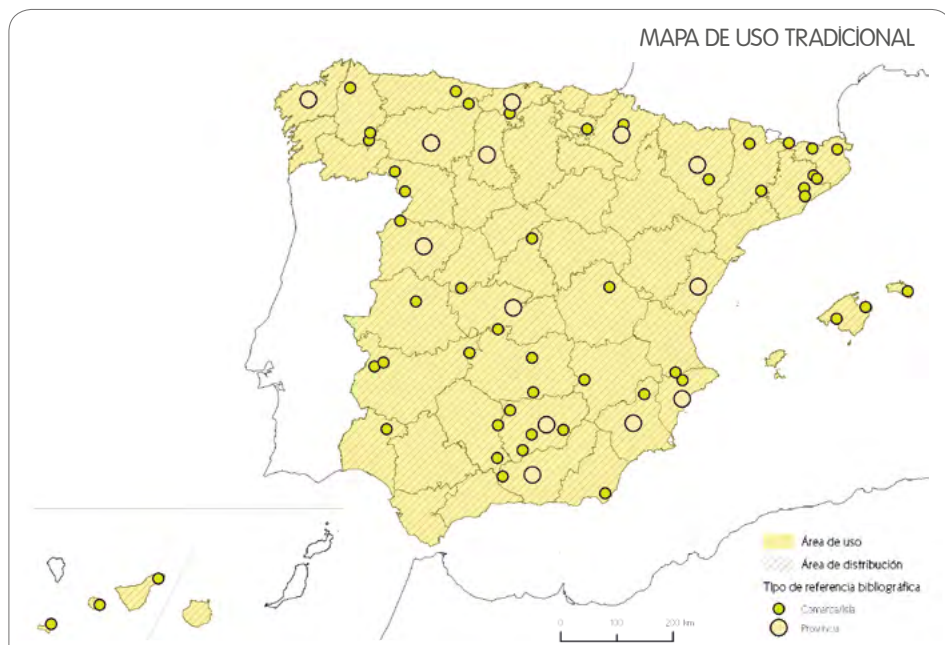 MAPA DE USO TRADICIONAL
Área de uso
Área de distribución
Tipo de referencia bibliográfica
Comarca/Isla
Provincia
0 100 200 km